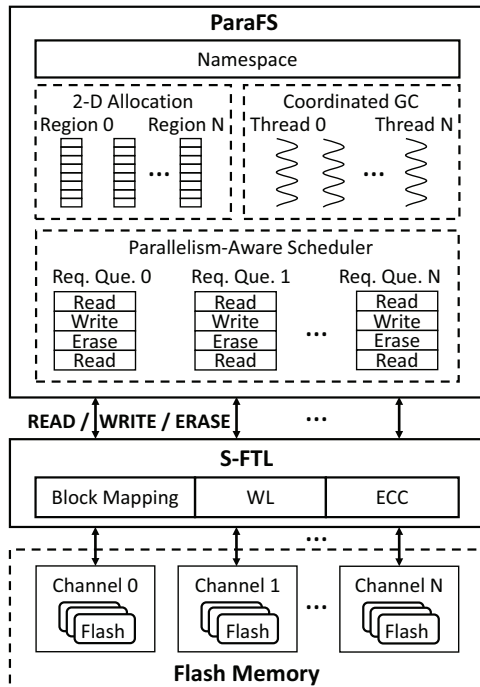 ParaFS
Namespace
2-D Allocation
Region 0 Region N
...
Coordinated GC
Thread 0 Thread N
...
Parallelism-Aware Scheduler
Req. Que. 0 Req. Que. 1 Req. Que. N
Read Read Read
Write Write Write
... 
Erase Erase Erase
Read Read Read
READ / WRITE / ERASE ...
S-FTL
Block Mapping WL ECC
...
Channel 0 Channel 1 Channel N
...
Flash Flash Flash
Flash Memory